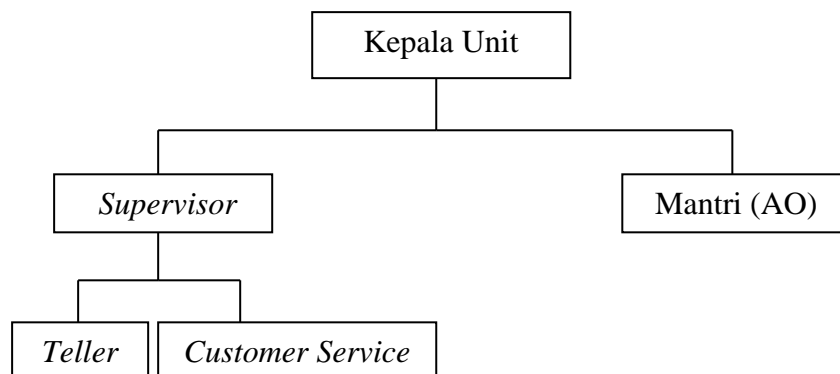 Kepala Unit
Supervisor
Mantri (AO)
Teller
Customer Service